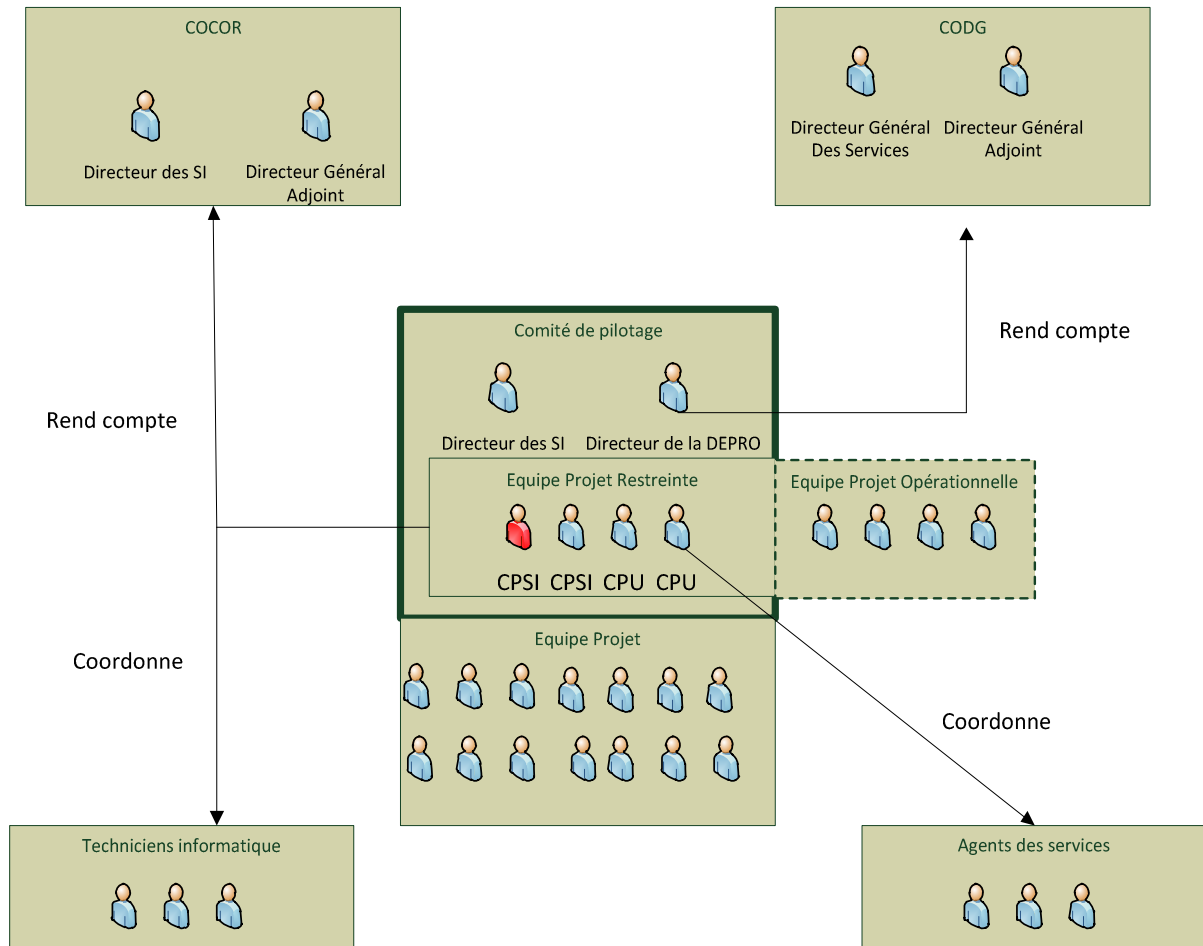 COCOR
Directeur des SI
Directeur Général
Adjoint
CODG
Directeur Général
Des Services
Directeur Général
Adjoint
Rend compte
Rend compte
Comité de pilotage
Directeur des SI
Directeur de la DEPRO
Equipe Projet Restreinte
CPSI CPSI CPU CPU
Equipe Projet Opérationnelle
Equipe Projet
Coordonne
Coordonne
Techniciens informatique
Agents des services